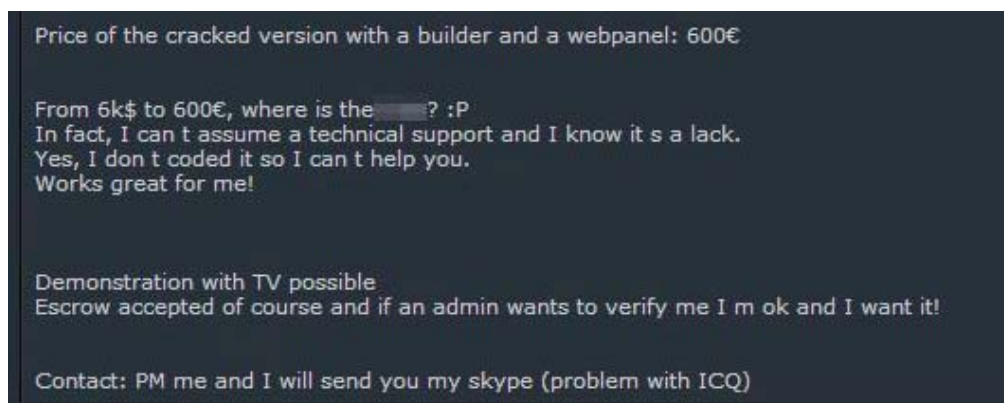 Price of the cracked version with a builder and a webpanel: 600€
From 6k$ to 600€, where is the ? :P
In fact, I can t assume a technical support and I know it s a lack.
Yes, I don t coded it so I can t help you.
Works great for me!
Demonstration with TV possible
Escrow accepted of course and if an admin wants to verify me I m ok and I want it!
Contact: PM me and I will send you my skype (problem with ICQ)